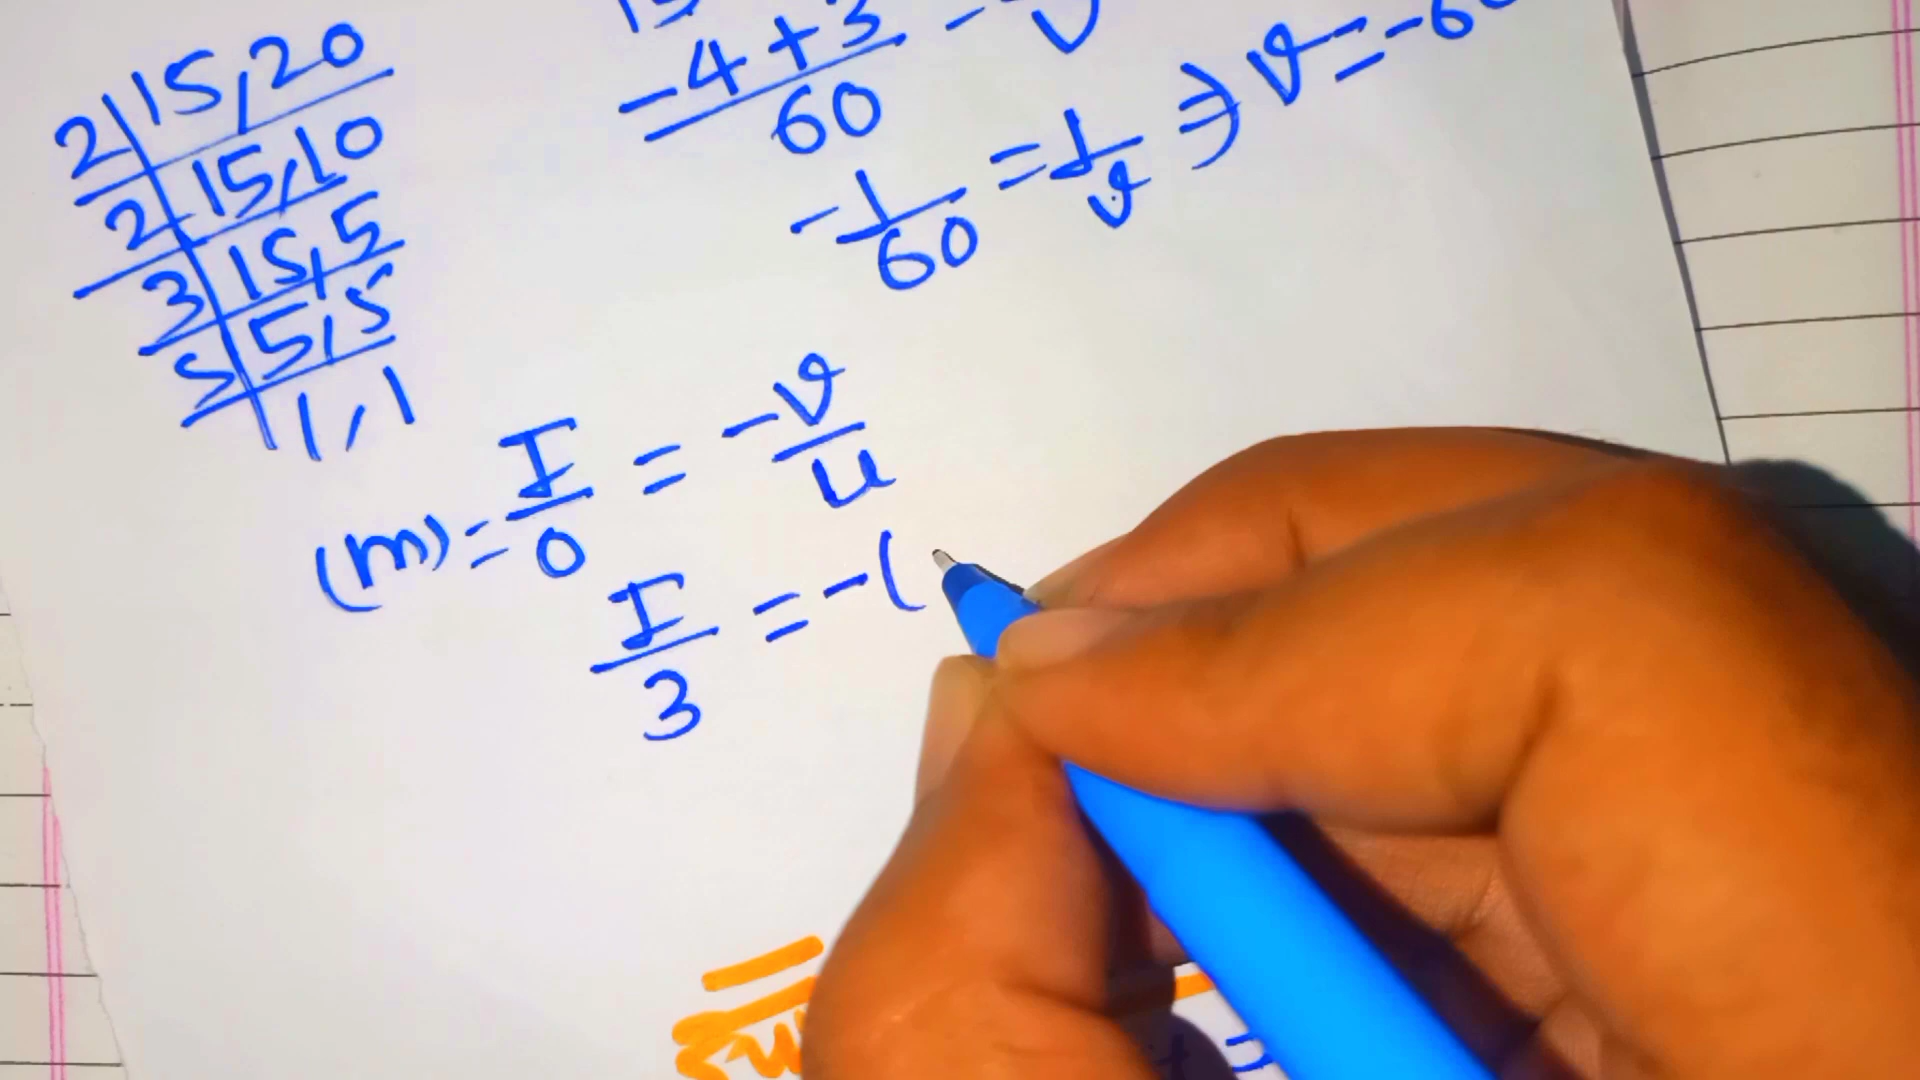 2 | 15, 20
2 | 15, 10
3 | 15, 5
5 | 5, 5
1, 1
-4 + 3
60
-1/60 = 1/v ⇒ v = -60
(m) = I/O = -v/u
I/3 = -(